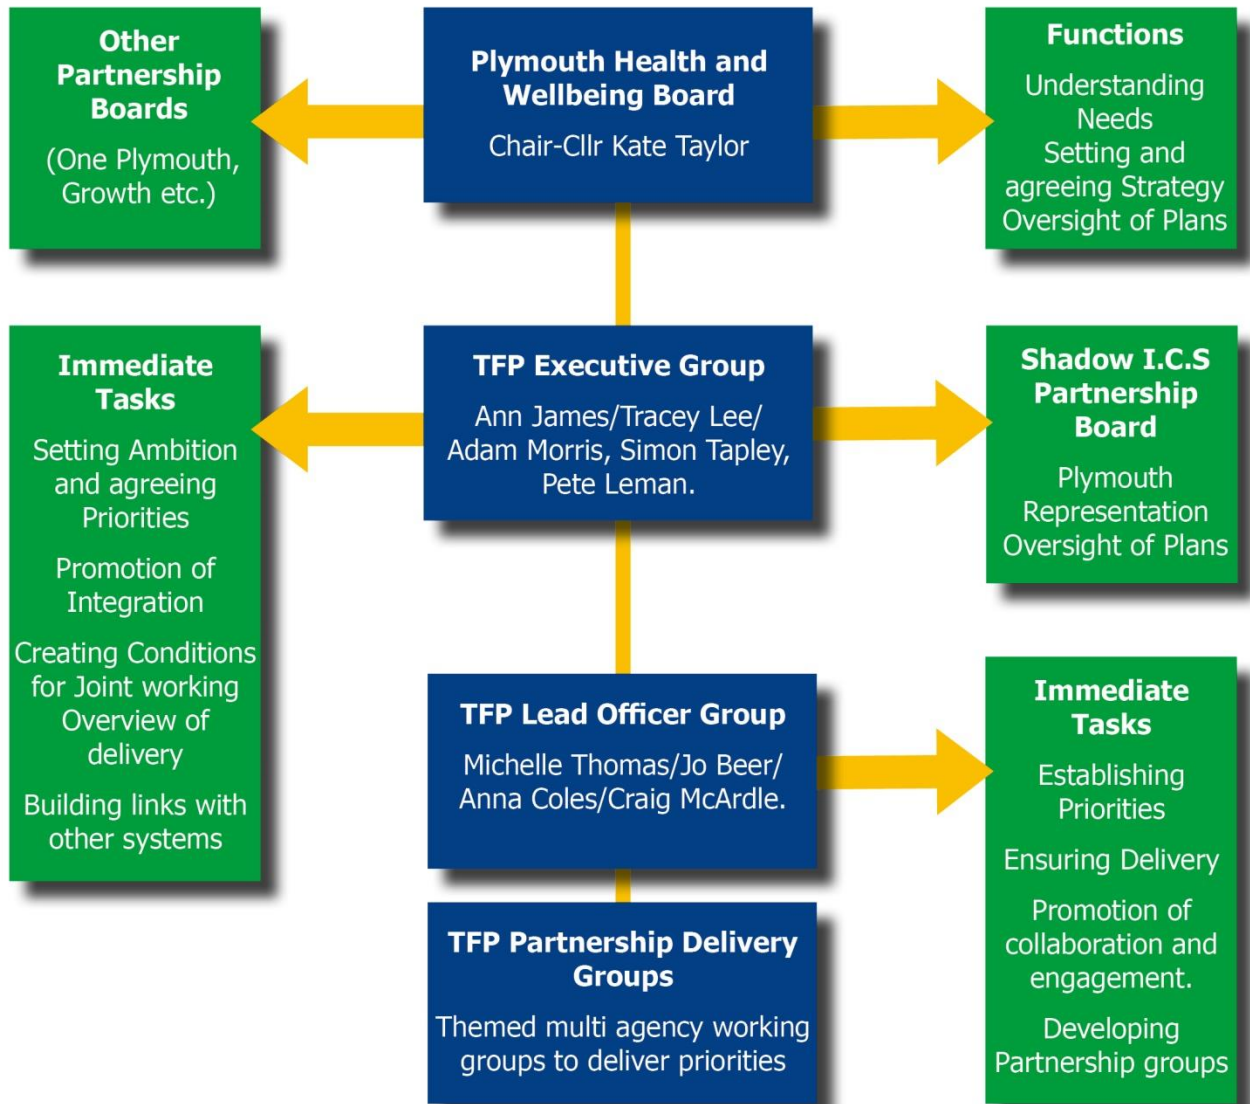 Other
Partnership
Boards
(One Plymouth,
Growth etc.)
Plymouth Health and
Wellbeing Board
Chair-Cllr Kate Taylor
Functions
Understanding
Needs
Setting and
agreeing Strategy
Oversight of Plans
Immediate
Tasks
Setting Ambition
and agreeing
Priorities
Promotion of
Integration
Creating Conditions
for Joint working
Overview of
delivery
Building links with
other systems
TFP Executive Group
Ann James/Tracey Lee/
Adam Morris, Simon Tapley,
Pete Leman.
Shadow I.C.S
Partnership
Board
Plymouth
Representation
Oversight of Plans
TFP Lead Officer Group
Michelle Thomas/Jo Beer/
Anna Coles/Craig McArdle.
Immediate
Tasks
Establishing
Priorities
Ensuring Delivery
Promotion of
collaboration and
engagement.
Developing
Partnership groups
TFP Partnership Delivery
Groups
Themed multi agency working
groups to deliver priorities